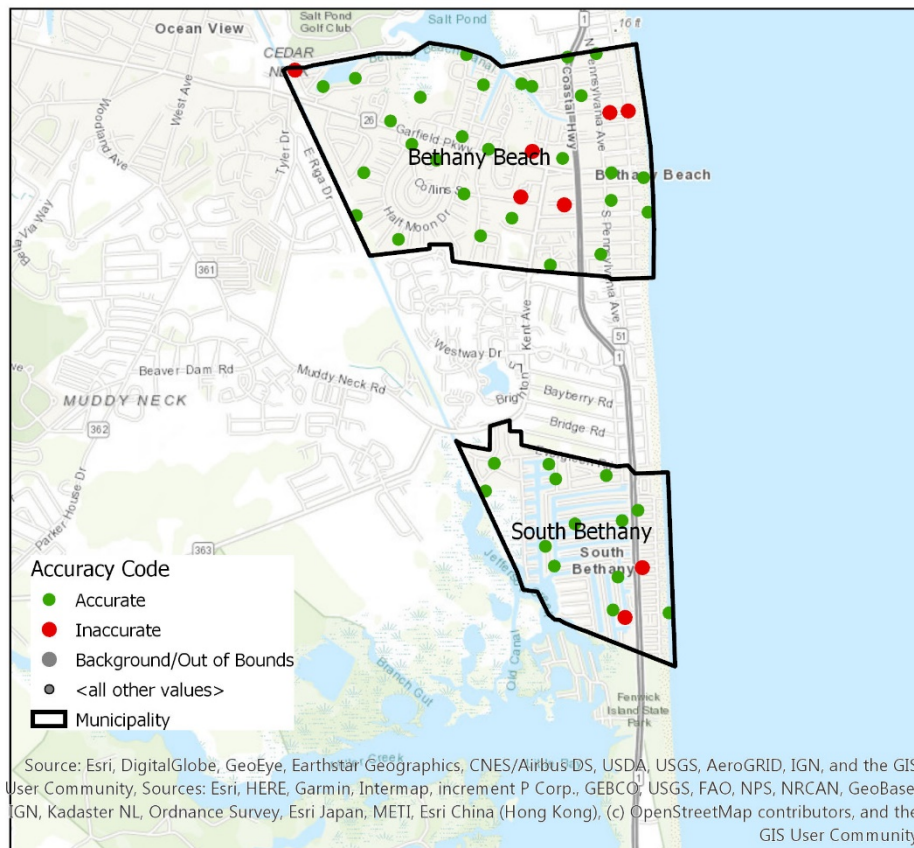 Salt Pond
Golf Club
Salt Pond
16 ft
Ocean View
1
CEDAR
West Ave
Woodland Ave
Coastal Hwy
N Pennsylvania Ave
26
Garfield Pkwy
Tyler Dr
E Riga Dr
Bethany Beach
Bethany Beach
Collins S
Half Moon Dr
Bella Via Way
S Pennsylvania Ave
361
Kent Ave
51
1
Westway Dr
Beaver Dam Rd
Muddy Neck Rd
MUDDY NECK
Bayberry Rd
Bridge Rd
362
Evergreen Rd
Parker House Dr
South Bethany
South
Bethany
363
Accuracy Code
Accurate
Inaccurate
Background/Out of Bounds
<all other values>
Municipality
Old Canal
Branch Gut
Fenwick
Island State
Park
1
Source: Esri, DigitalGlobe, GeoEye, Earthstar Geographics, CNES/Airbus DS, USDA, USGS, AeroGRID, IGN, and the GIS
User Community, Sources: Esri, HERE, Garmin, Intermap, increment P Corp., GEBCO, USGS, FAO, NPS, NRCAN, GeoBase,
IGN, Kadaster NL, Ordnance Survey, Esri Japan, METI, Esri China (Hong Kong), (c) OpenStreetMap contributors, and the
GIS User Community